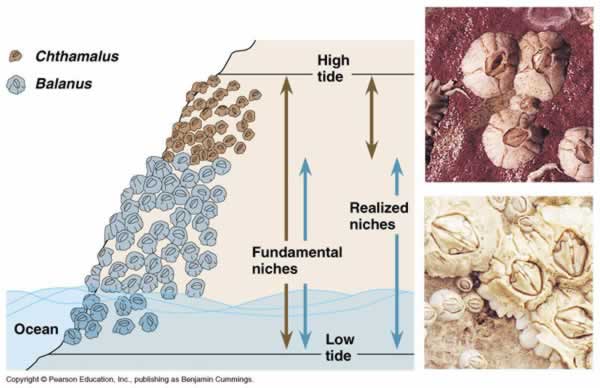 Chthamalus
Balanus
High
tide
Realized
niches
Fundamental
niches
Ocean
Low
tide
Copyright © Pearson Education, Inc., publishing as Benjamin Cummings.